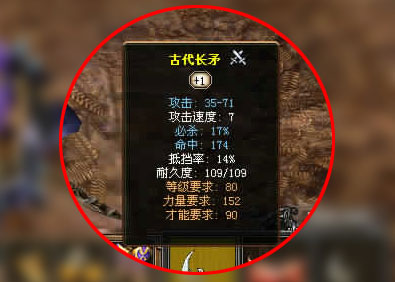 古代长矛
+1
攻击: 35-71
攻击速度: 7
必杀: 17%
命中: 174
抵挡率: 14%
耐久度: 109/109
等级要求: 80
力量要求: 152
才能要求: 90